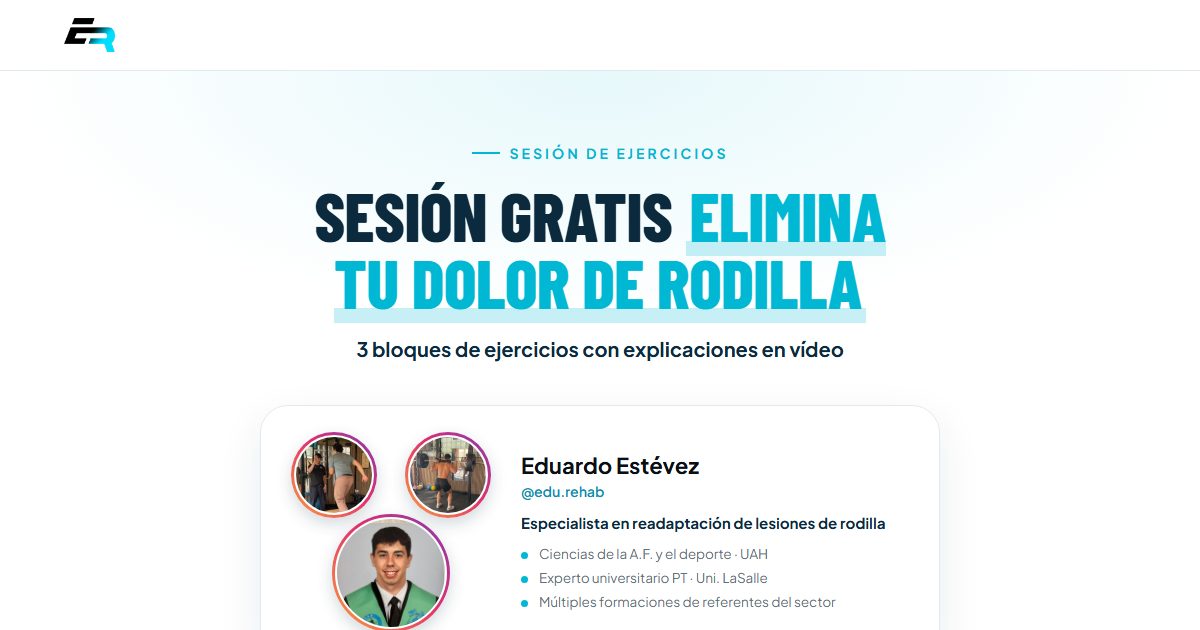 ER
SESIÓN DE EJERCICIOS
SESIÓN GRATIS ELIMINA
TU DOLOR DE RODILLA
3 bloques de ejercicios con explicaciones en vídeo
Eduardo Estévez
@edu.rehab
Especialista en readaptación de lesiones de rodilla
Ciencias de la A.F. y el deporte · UAH
Experto universitario PT · Uni. LaSalle
Múltiples formaciones de referentes del sector